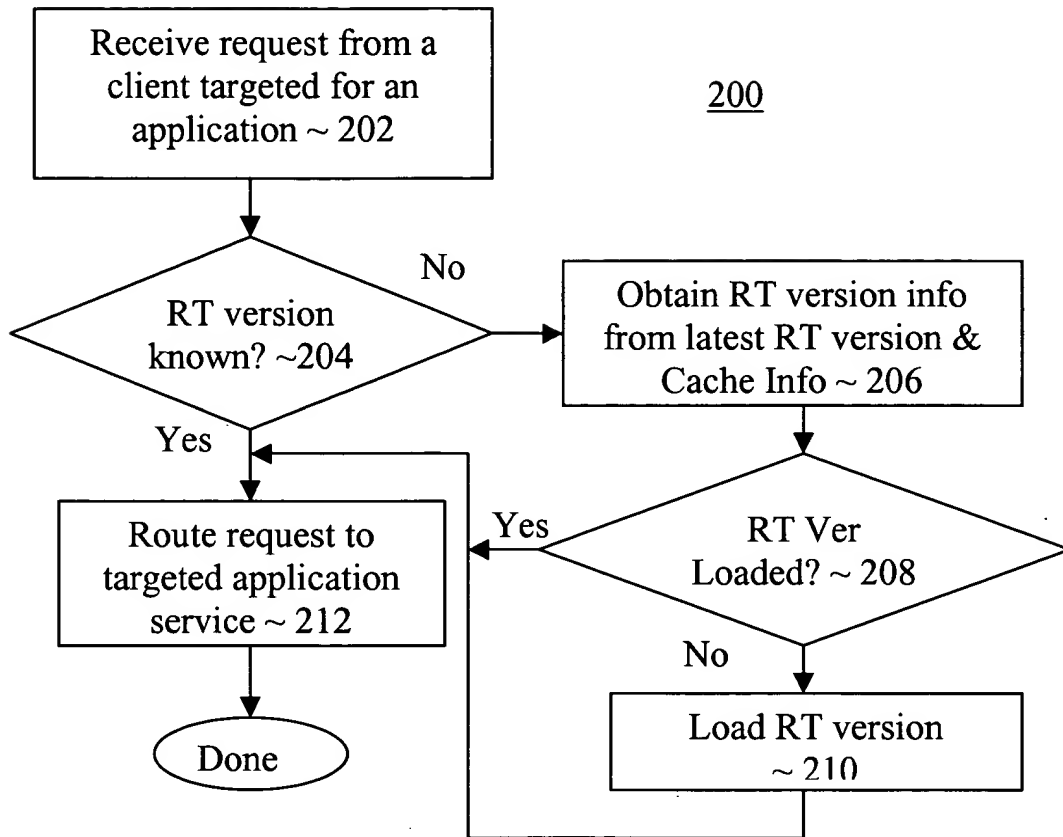 Receive request from a
client targeted for an
application ~ 202
200
RT version
known? ~204
No
Obtain RT version info
from latest RT version &
Cache Info ~ 206
Yes
Route request to
targeted application
service ~ 212
Yes
RT Ver
Loaded? ~ 208
No
Load RT version
~ 210
Done